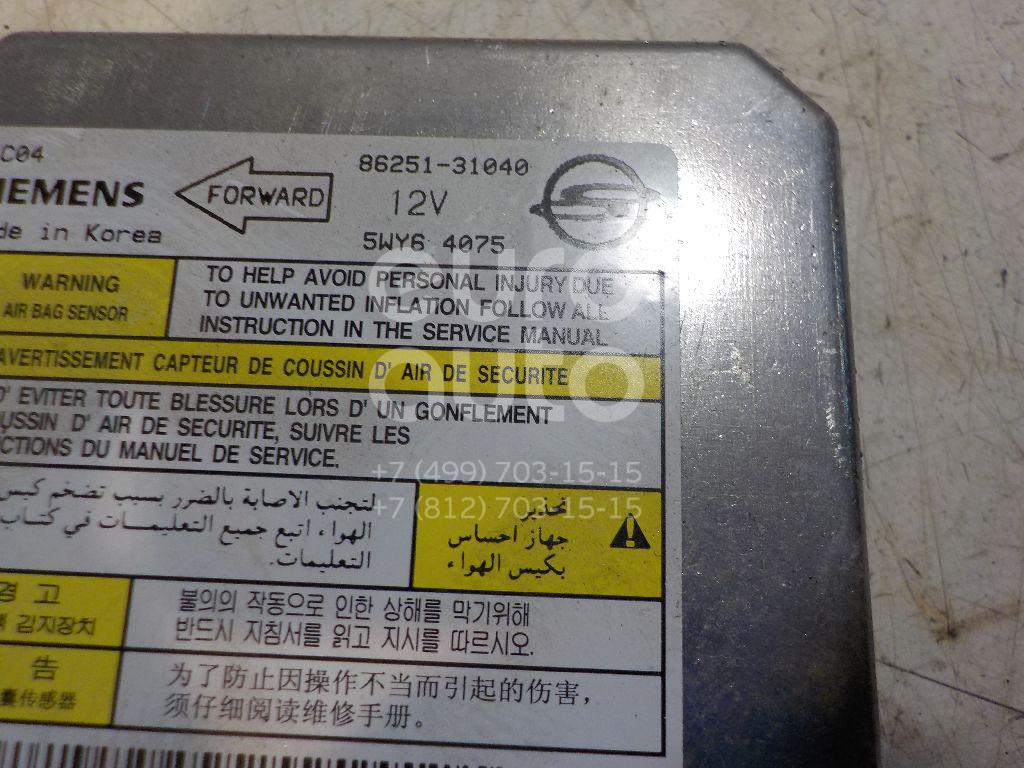 C04
86251-31040
IEMENS
FORWARD
12V
de in Korea
5WY6 4075
WARNING
AIR BAG SENSOR
TO HELP AVOID PERSONAL INJURY DUE
TO UNWANTED INFLATION FOLLOW ALL
INSTRUCTION IN THE SERVICE MANUAL
AVERTISSEMENT CAPTEUR DE COUSSIN D' AIR DE SECURITE
D' EVITER TOUTE BLESSURE LORS D' UN GONFLEMENT
OUSSIN D' AIR DE SECURITE, SUIVRE LES
CTIONS DU MANUEL DE SERVICE.
euro
auto
+7 (499) 703-15-15
+7 (812) 703-15-15
لتجنب الاصابة بالضرر بسبب تضخم كيس
الهواء، اتبع جميع التعليمات في كتاب
التعليمات.
تحذير
جهاز احساس
بكيس الهواء
경 고
백 감지장치
불의의 작동으로 인한 상해를 막기위해
반드시 지침서를 읽고 지시를 따르시오.
告
囊传感器
为了防止因操作不当而引起的伤害，
须仔细阅读维修手册。